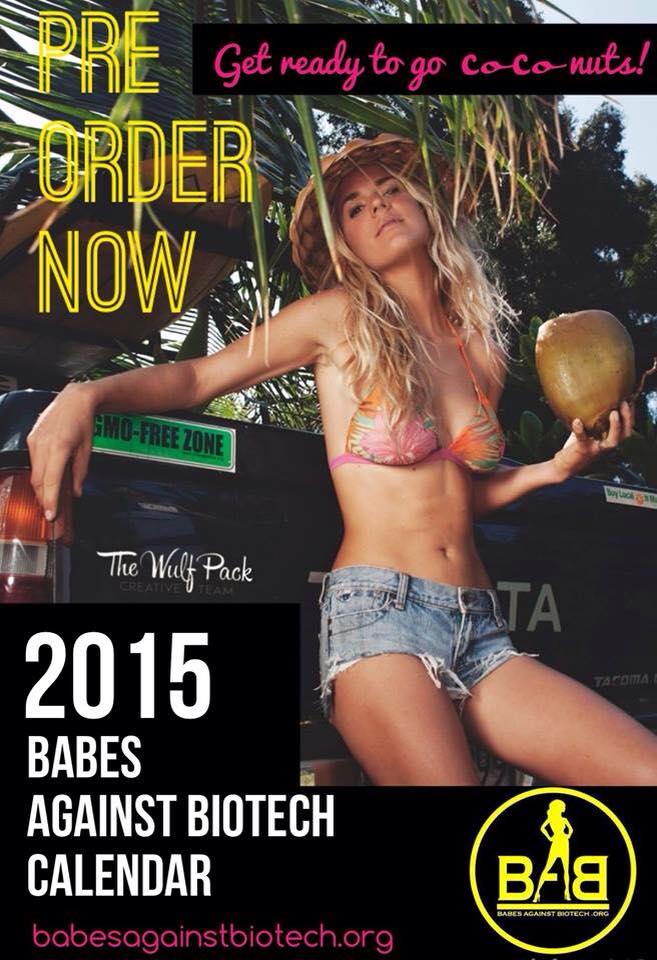 PRE
ORDER
NOW
Get ready to go coco nuts!
GMO-FREE ZONE
The Wulf Pack
CREATIVE TEAM
TA
TACOMA
Buy Local
2015
BABES
AGAINST BIOTECH
CALENDAR
babesagainstbiotech.org
BAB
BABES AGAINST BIOTECH .ORG